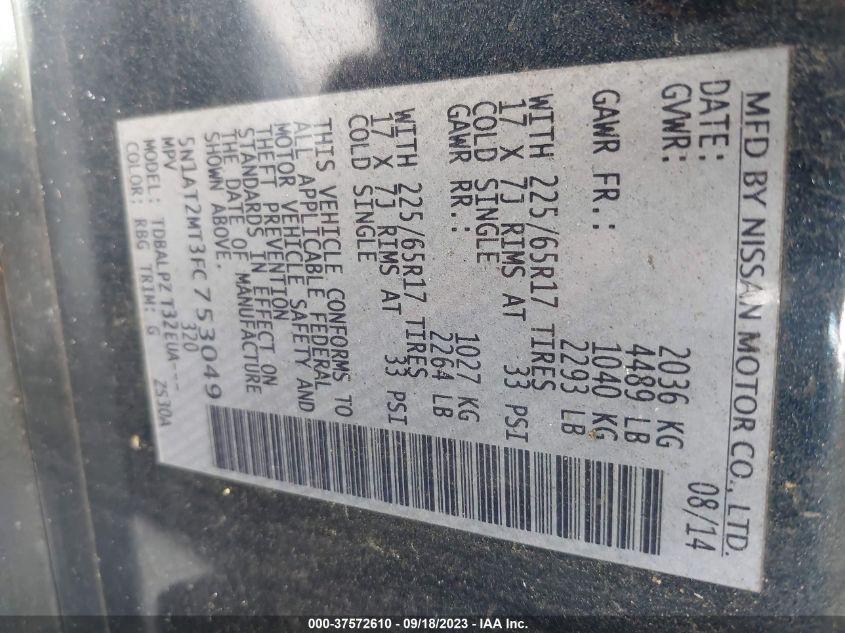 MFD BY NISSAN MOTOR CO., LTD.
DATE: 08/14
GVWR: 2036 KG
4489 LB
GAWR FR.: 1040 KG
2293 LB
WITH 225/65R17 TIRES
17 X 7J RIMS AT 33 PSI
COLD SINGLE
GAWR RR.: 1027 KG
2264 LB
WITH 225/65R17 TIRES
17 X 7J RIMS AT 33 PSI
COLD SINGLE
THIS VEHICLE CONFORMS TO
ALL APPLICABLE FEDERAL
MOTOR VEHICLE SAFETY AND
THEFT PREVENTION
STANDARDS IN EFFECT ON
THE DATE OF MANUFACTURE
SHOWN ABOVE.
5N1AT2MT3FC753049
MPV 320
MODEL: TDBALPZ T32EUA---
COLOR: RBG TRIM: G ZS30A
000-37572610 - 09/18/2023 - IAA Inc.